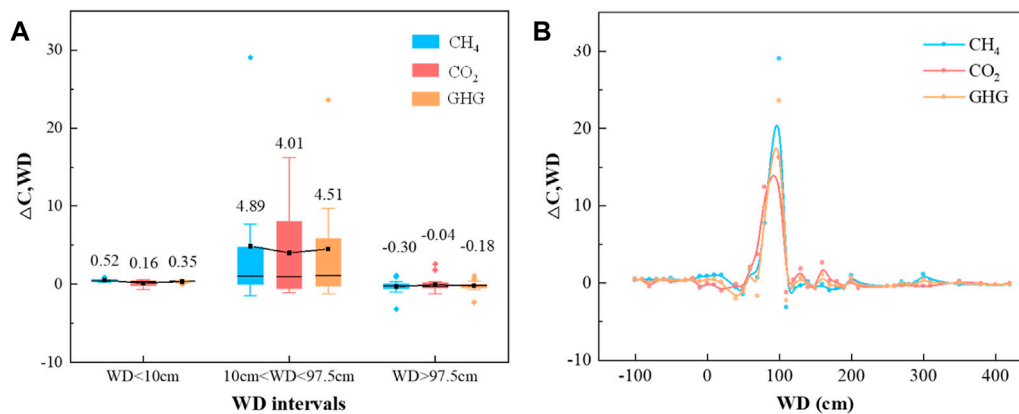 A
30
20
10
0
-10
△C,WD
CH₄
CO₂
GHG
4.01
4.89
4.51
0.52
0.16
0.35
-0.30
-0.04
-0.18
WD<10cm
10cm<WD<97.5cm
WD>97.5cm
WD intervals
B
30
20
10
0
-10
△C,WD
CH₄
CO₂
GHG
-100
0
100
200
300
400
WD (cm)